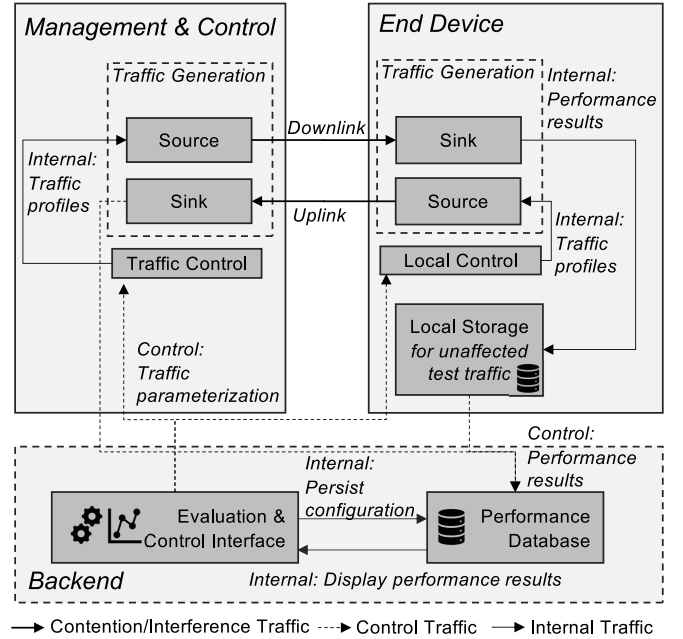 Management & Control
End Device
Traffic Generation
Traffic Generation
Internal:
Performance
results
Source
Downlink
Sink
Internal:
Traffic
profiles
Sink
Uplink
Source
Internal:
Traffic
profiles
Traffic Control
Local Control
Local Storage
for unaffected
test traffic
Control:
Traffic
parameterization
Control:
Performance
results
Internal:
Persist
configuration
Evaluation &
Control Interface
Performance
Database
Internal: Display performance results
Backend
Contention/Interference Traffic
Control Traffic
Internal Traffic